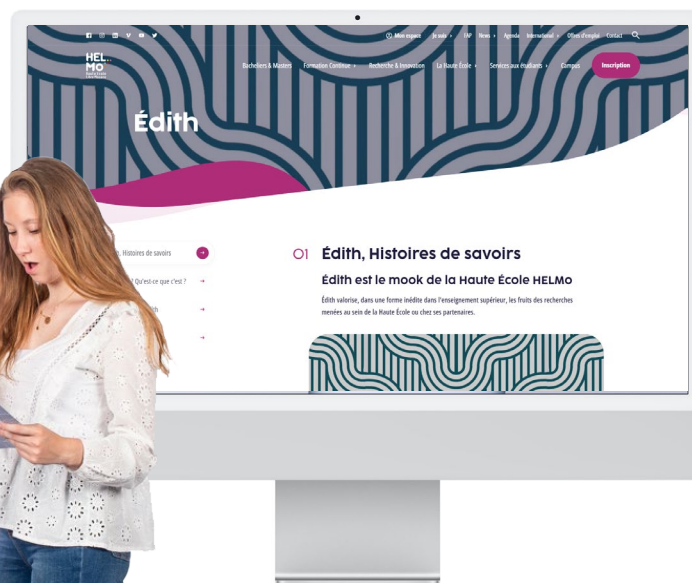 Mon espace Je suis FAP News Agenda International Offres d'emploi Contact
HEL
MO
Bacheliers & Masters Formation Continue Recherche & Innovation La Haute École Services aux étudiants Campus Inscription
Édith
, Histoires de savoirs
? Qu'est-ce que c'est ?
01 Édith, Histoires de savoirs
Édith est le mook de la Haute École HELMo
Édith valorise, dans une forme inédite dans l'enseignement supérieur, les fruits des recherches
menées au sein de la Haute École ou chez ses partenaires.